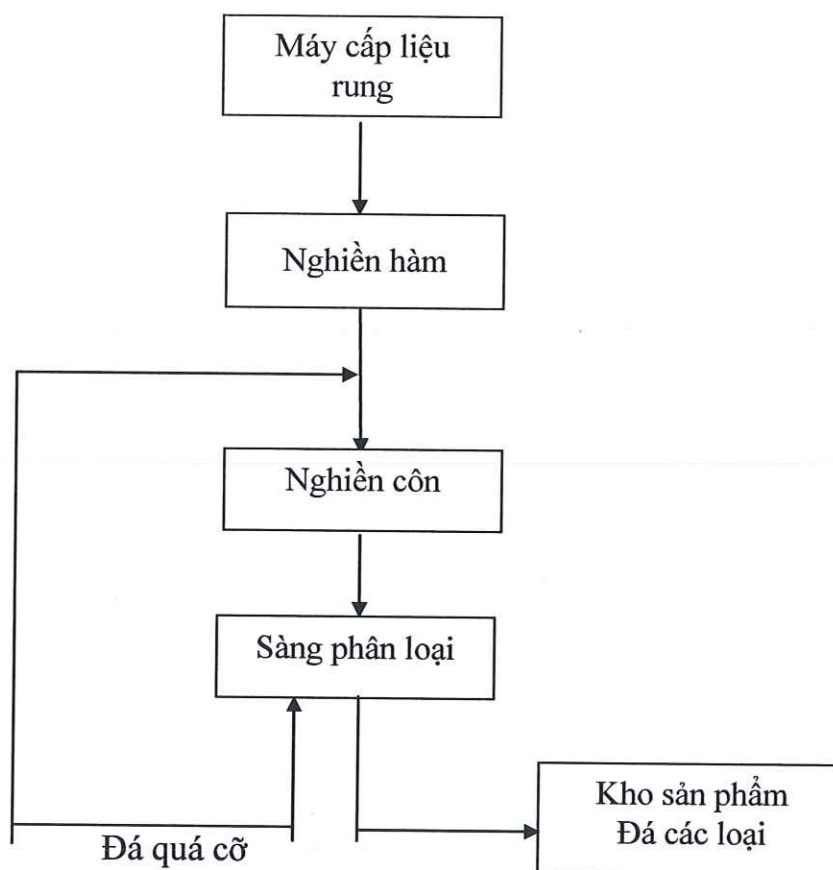 Máy cấp liệu
rung
Nghiền hàm
Nghiền côn
Sàng phân loại
Kho sản phẩm
Đá các loại
Đá quá cỡ